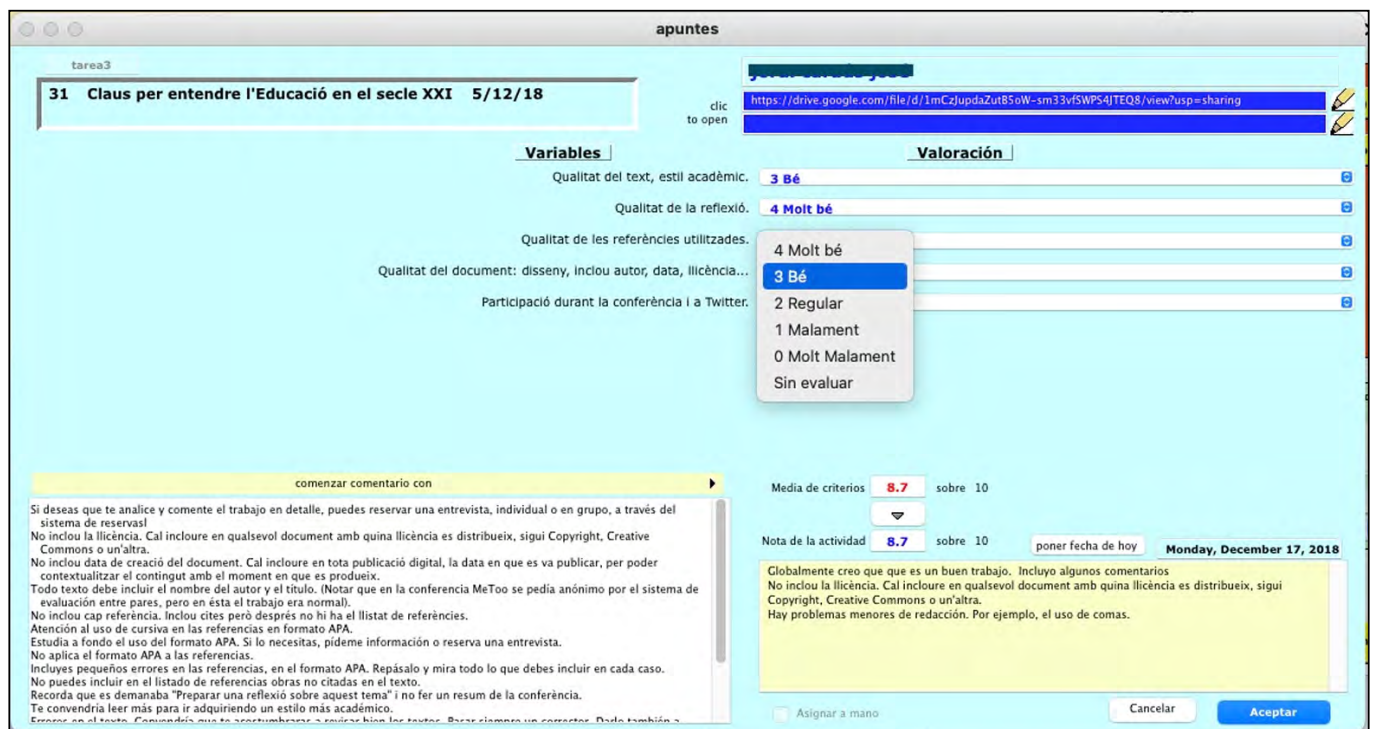 apuntes
tarea3
31 Claus per entendre l'Educació en el secle XXI 5/12/18
clic
to open
https://drive.google.com/file/d/1mCzJupdaZutB5oW-sm33vfSWPS4JTEQ8/view?usp=sharing
Variables Valoración
Qualitat del text, estil acadèmic. 3 Bé
Qualitat de la reflexió. 4 Molt bé
Qualitat de les referències utilitzades.
Qualitat del document: disseny, inclou autor, data, llicència...
Participació durant la conferència i a Twitter.
4 Molt bé
3 Bé
2 Regular
1 Malament
0 Molt Malament
Sin evaluar
comenzar comentario con
Si deseas que te analice y comente el trabajo en detalle, puedes reservar una entrevista, individual o en grupo, a través del
sistema de reservasl
No inclou la llicència. Cal incloure en qualsevol document amb quina llicència es distribueix, sigui Copyright, Creative
Commons o un'altra.
No inclou data de creació del document. Cal incloure en tota publicació digital, la data en que es va publicar, per poder
contextualitzar el contingut amb el moment en que es produeix.
Todo texto debe incluir el nombre del autor y el título. (Notar que en la conferencia MeToo se pedía anónimo por el sistema de
evaluación entre pares, pero en ésta el trabajo era normal).
No inclou cap referència. Inclou cites però després no hi ha el llistat de referències.
Atención al uso de cursiva en las referencias en formato APA.
Estudia a fondo el uso del formato APA. Si lo necesitas, pídeme información o reserva una entrevista.
No aplica el formato APA a las referencias.
Incluyes pequeños errores en las referencias, en el formato APA. Repásalo y mira todo lo que debes incluir en cada caso.
No puedes incluir en el listado de referencias obras no citadas en el texto.
Recorda que es demanaba "Preparar una reflexió sobre aquest tema" i no fer un resum de la conferència.
Te convendría leer más para ir adquiriendo un estilo más académico.
Errores en el texto. Convendría que te acostumbraras a revisar bien los textos. Pasar siempre un corrector. Darlo también a
Media de criterios 8.7 sobre 10
Nota de la actividad 8.7 sobre 10
poner fecha de hoy Monday, December 17, 2018
Globalmente creo que que es un buen trabajo. Incluyo algunos comentarios
No inclou la llicència. Cal incloure en qualsevol document amb quina llicència es distribueix, sigui
Copyright, Creative Commons o un'altra.
Hay problemas menores de redacción. Por ejemplo, el uso de comas.
Asignar a mano
Cancelar
Aceptar